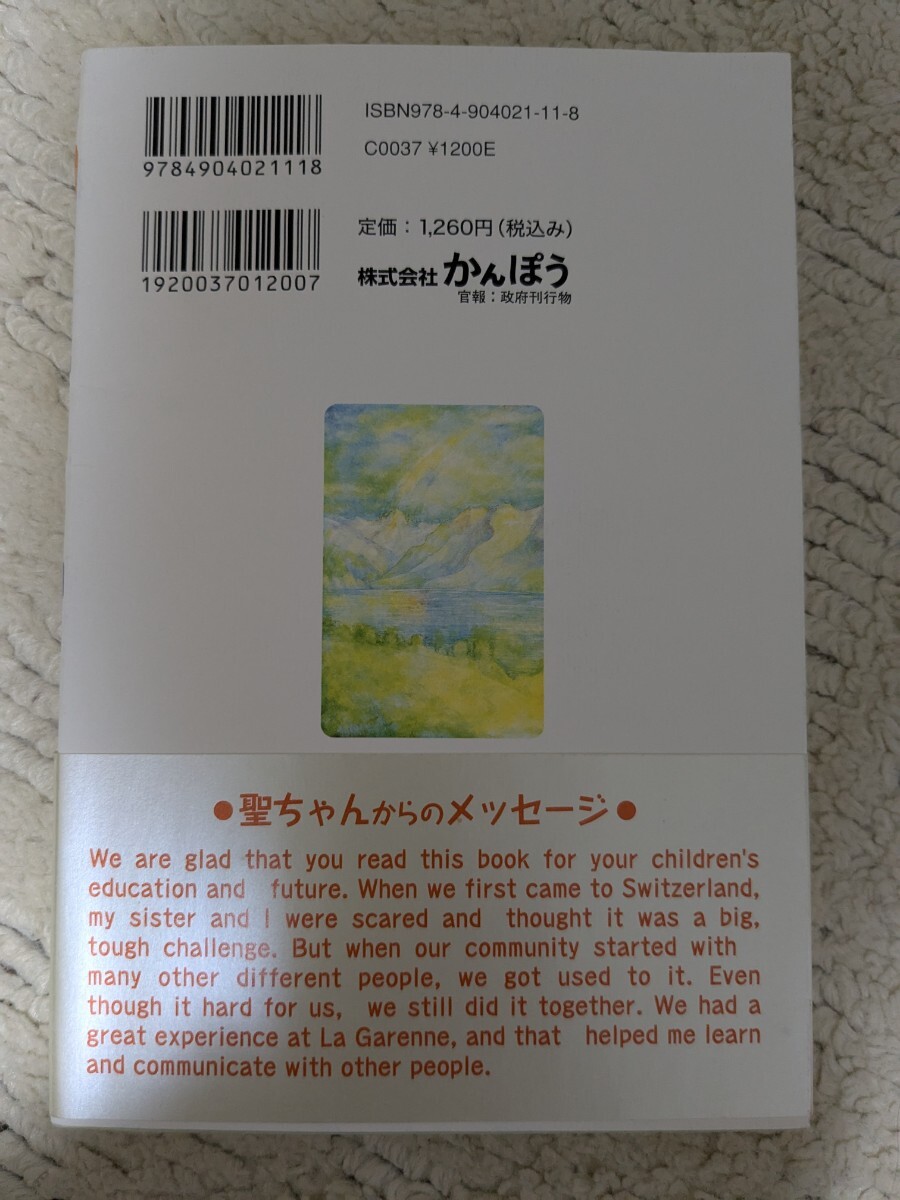 ISBN978-4-904021-11-8
9784904021118
C0037 ¥1200E
1920037012007
定価：1,260円(税込み)
株式会社 かんぽう
官報：政府刊行物
●聖ちゃんからのメッセージ●
We are glad that you read this book for your children's
education and future. When we first came to Switzerland,
my sister and I were scared and thought it was a big,
tough challenge. But when our community started with
many other different people, we got used to it. Even
though it hard for us, we still did it together. We had a
great experience at La Garenne, and that helped me learn
and communicate with other people.